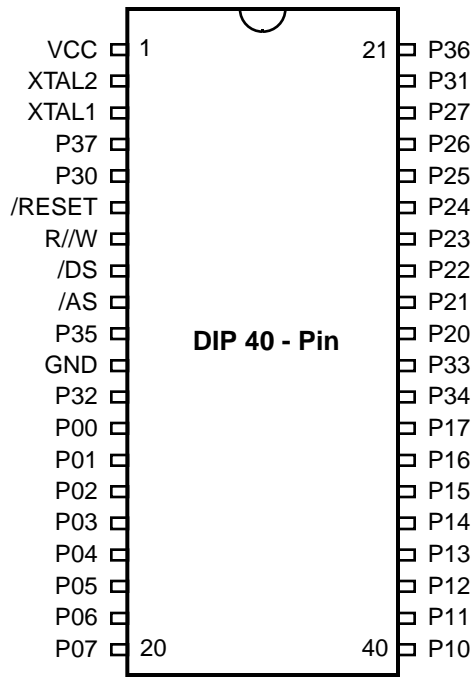 VCC 1 21 P36
XTAL2 P31
XTAL1 P27
P37 P26
P30 P25
/RESET P24
R//W P23
/DS P22
/AS P21
P35 P20
DIP 40 - Pin
GND P33
P32 P34
P00 P17
P01 P16
P02 P15
P03 P14
P04 P13
P05 P12
P06 P11
P07 20 40 P10